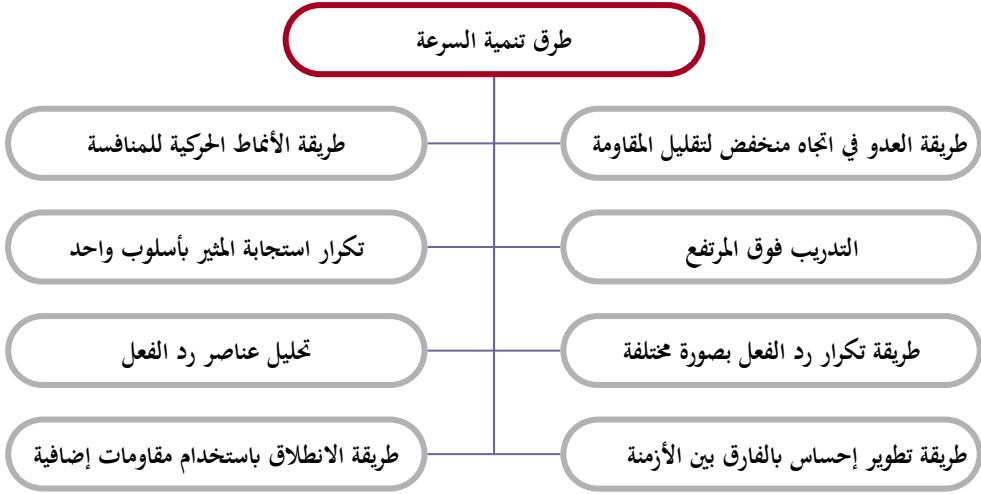 طرق تنمية السرعة
طريقة العدو في اتجاه منخفض لتقليل المقاومة
طريقة الأنماط الحركية للمنافسة
التدريب فوق المرتفع
تكرار استجابة المثير بأسلوب واحد
طريقة تكرار رد الفعل بصورة مختلفة
تحليل عناصر رد الفعل
طريقة تطوير إحساس بالفارق بين الأزمنة
طريقة الانطلاق باستخدام مقاومات إضافية